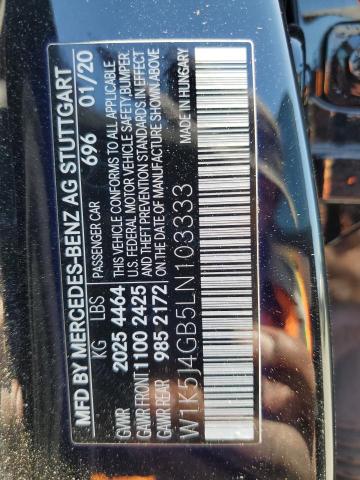 MFD BY MERCEDES-BENZ AG STUTTGART
696 01/20
PASSENGER CAR
KG LBS
GVWR 2025 4464
GAWR FRONT 1100 2425
GAWR REAR 985 2172
THIS VEHICLE CONFORMS TO ALL APPLICABLE
U.S. FEDERAL MOTOR VEHICLE SAFETY, BUMPER,
AND THEFT PREVENTION STANDARDS IN EFFECT
ON THE DATE OF MANUFACTURE SHOWN ABOVE
W1K5J4GB5LN103333
MADE IN HUNGARY